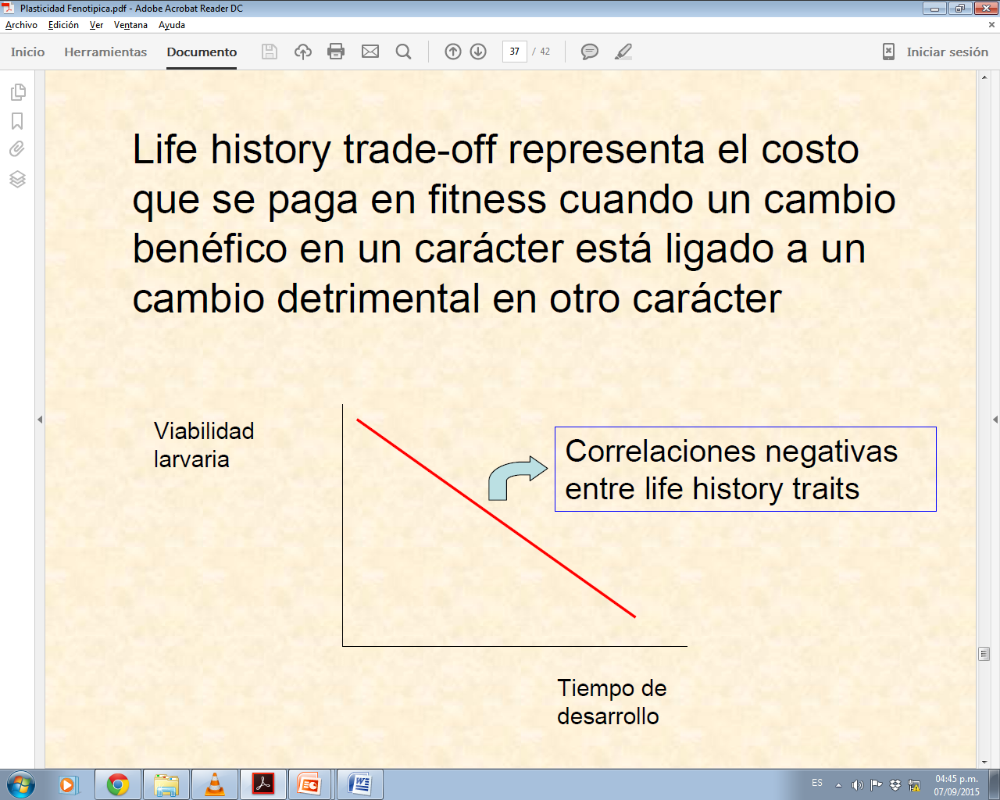 Plasticidad Fenotipica.pdf - Adobe Acrobat Reader DC
Archivo Edición Ver Ventana Ayuda
Inicio Herramientas Documento 37 / 42 Iniciar sesión
Life history trade-off representa el costo
que se paga en fitness cuando un cambio
benéfico en un carácter está ligado a un
cambio detrimental en otro carácter
Viabilidad
larvaria
Correlaciones negativas
entre life history traits
Tiempo de
desarrollo
ES 04:45 p.m.
07/09/2015